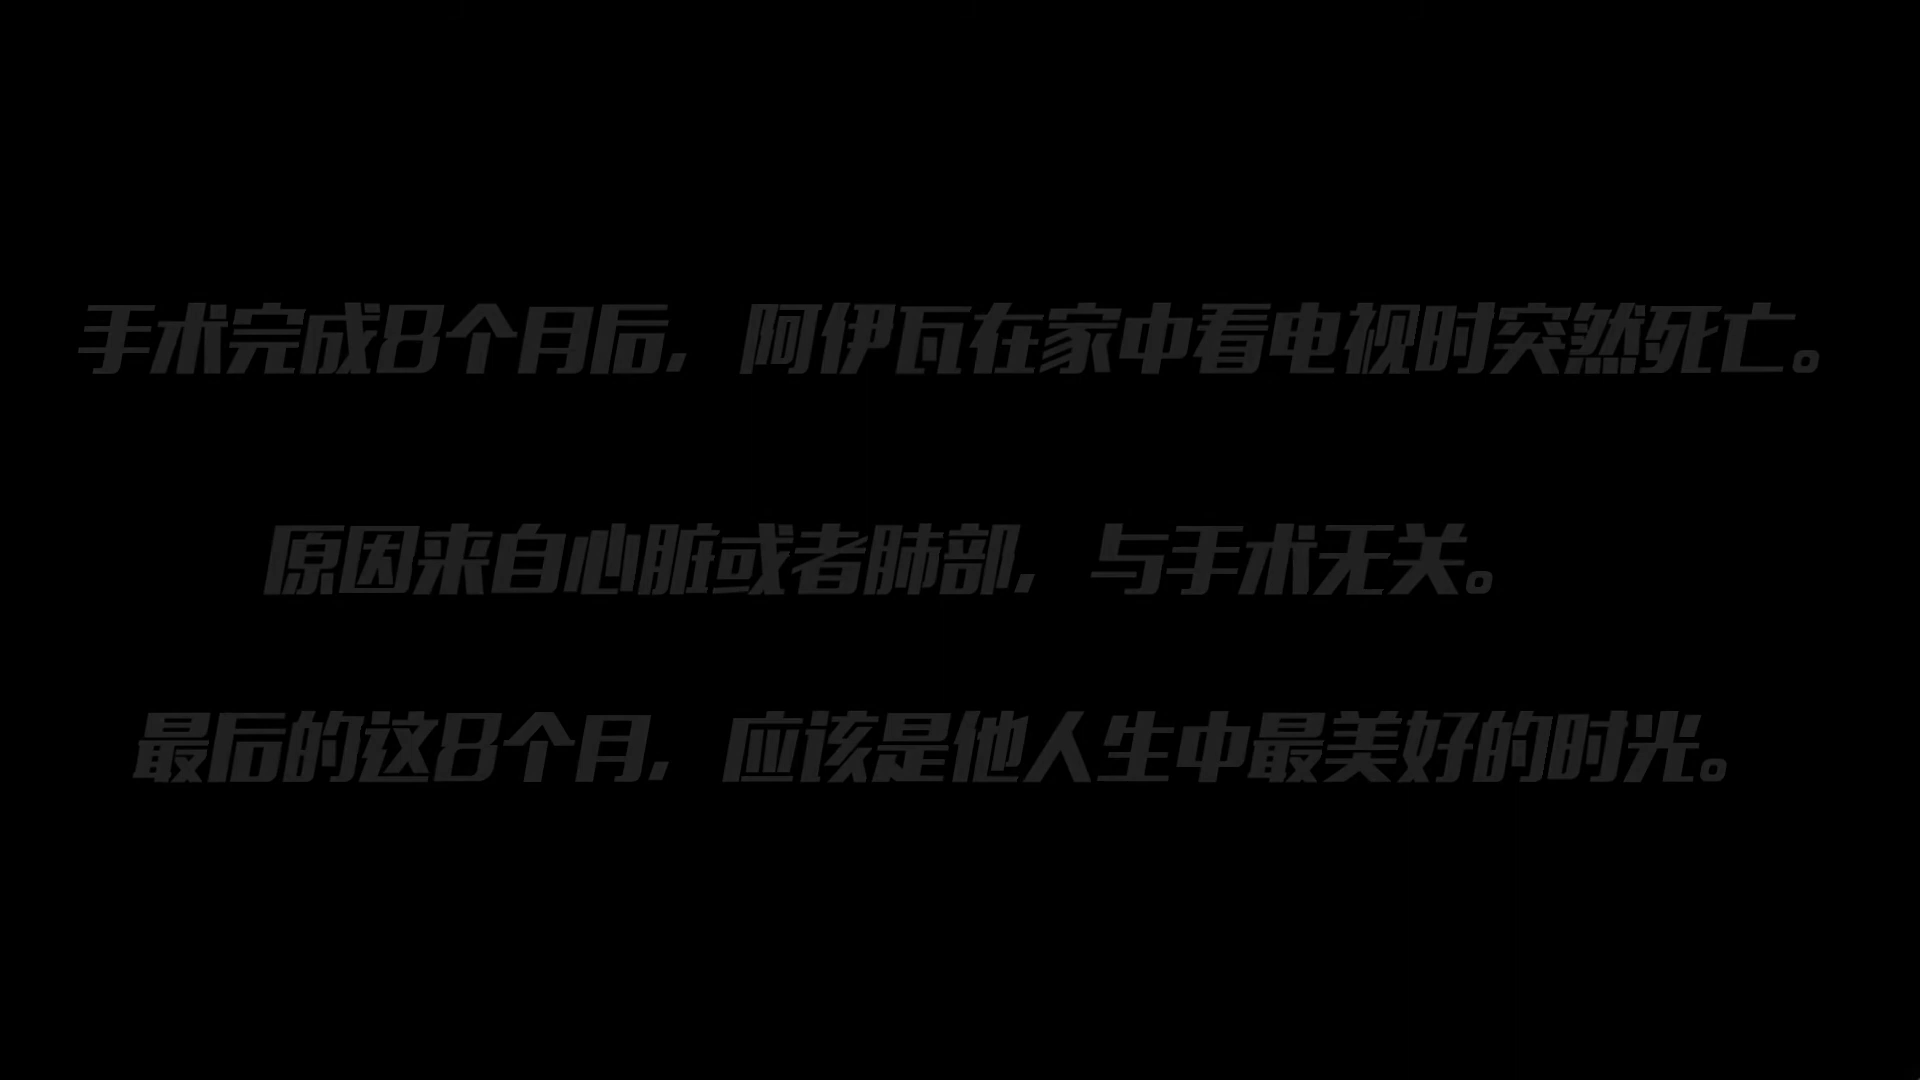 手术完成8个月后，阿伊瓦在家中看电视时突然死亡。
原因来自心脏或者肺部，与手术无关。
最后的这8个月，应该是他人生中最美好的时光。